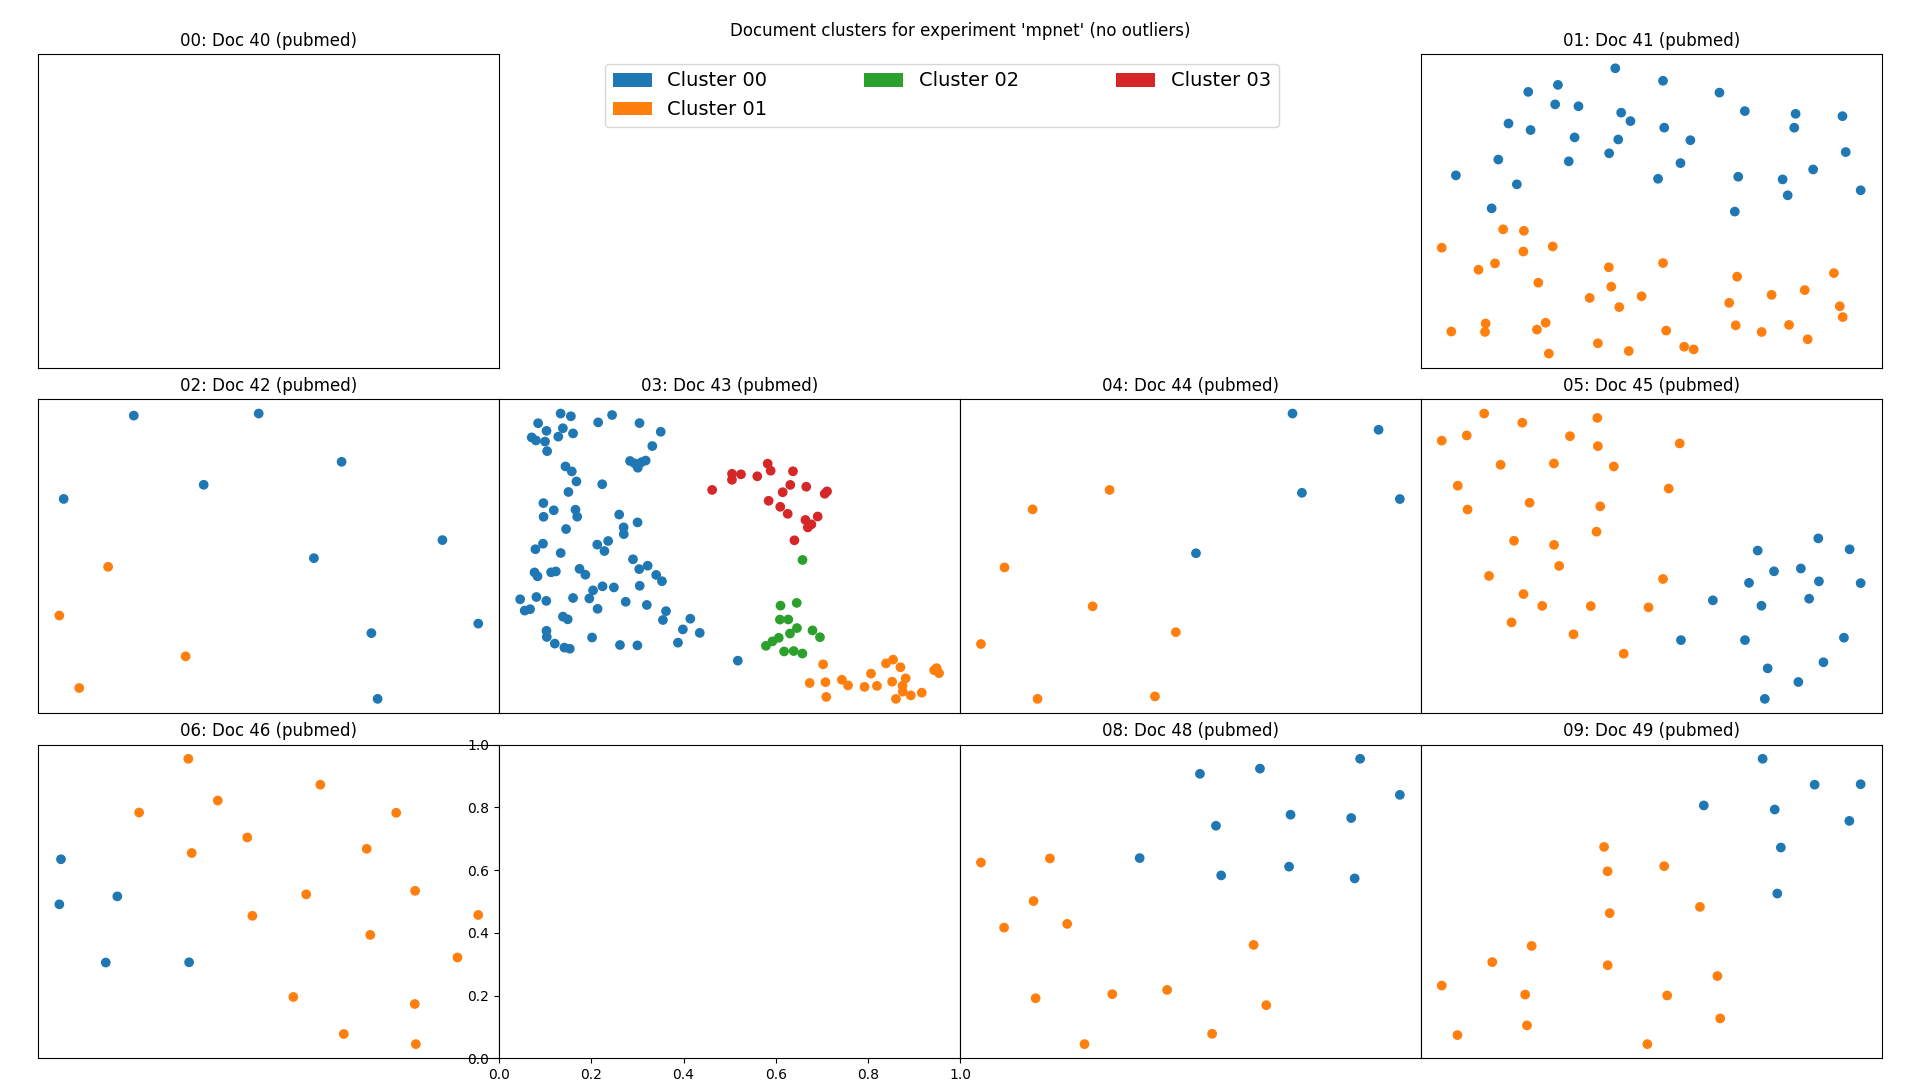 Document clusters for experiment 'mpnet' (no outliers)
00: Doc 40 (pubmed)
01: Doc 41 (pubmed)
Cluster 00
Cluster 02
Cluster 03
Cluster 01
02: Doc 42 (pubmed)
03: Doc 43 (pubmed)
04: Doc 44 (pubmed)
05: Doc 45 (pubmed)
06: Doc 46 (pubmed)
08: Doc 48 (pubmed)
09: Doc 49 (pubmed)
1.0
0.8
0.6
0.4
0.2
0.0
0.0 0.2 0.4 0.6 0.8 1.0